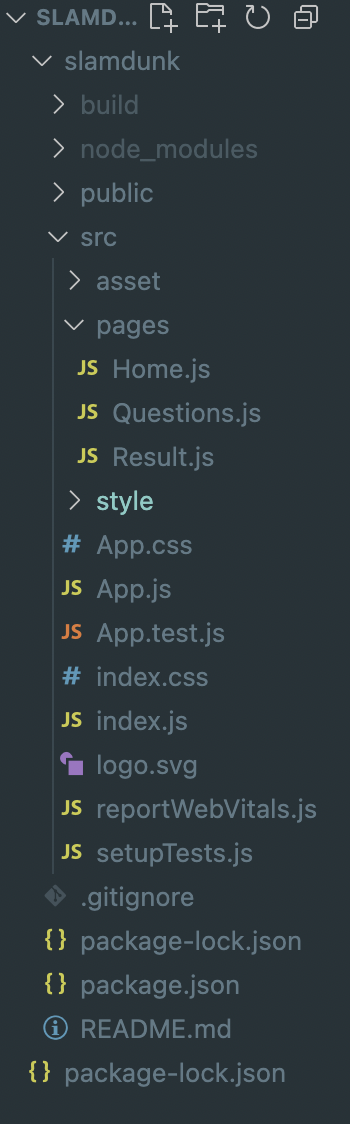 SLAMD...
slamdunk
build
node_modules
public
src
asset
pages
JS Home.js
JS Questions.js
JS Result.js
style
# App.css
JS App.js
JS App.test.js
# index.css
JS index.js
logo.svg
JS reportWebVitals.js
JS setupTests.js
.gitignore
{} package-lock.json
{} package.json
README.md
{} package-lock.json